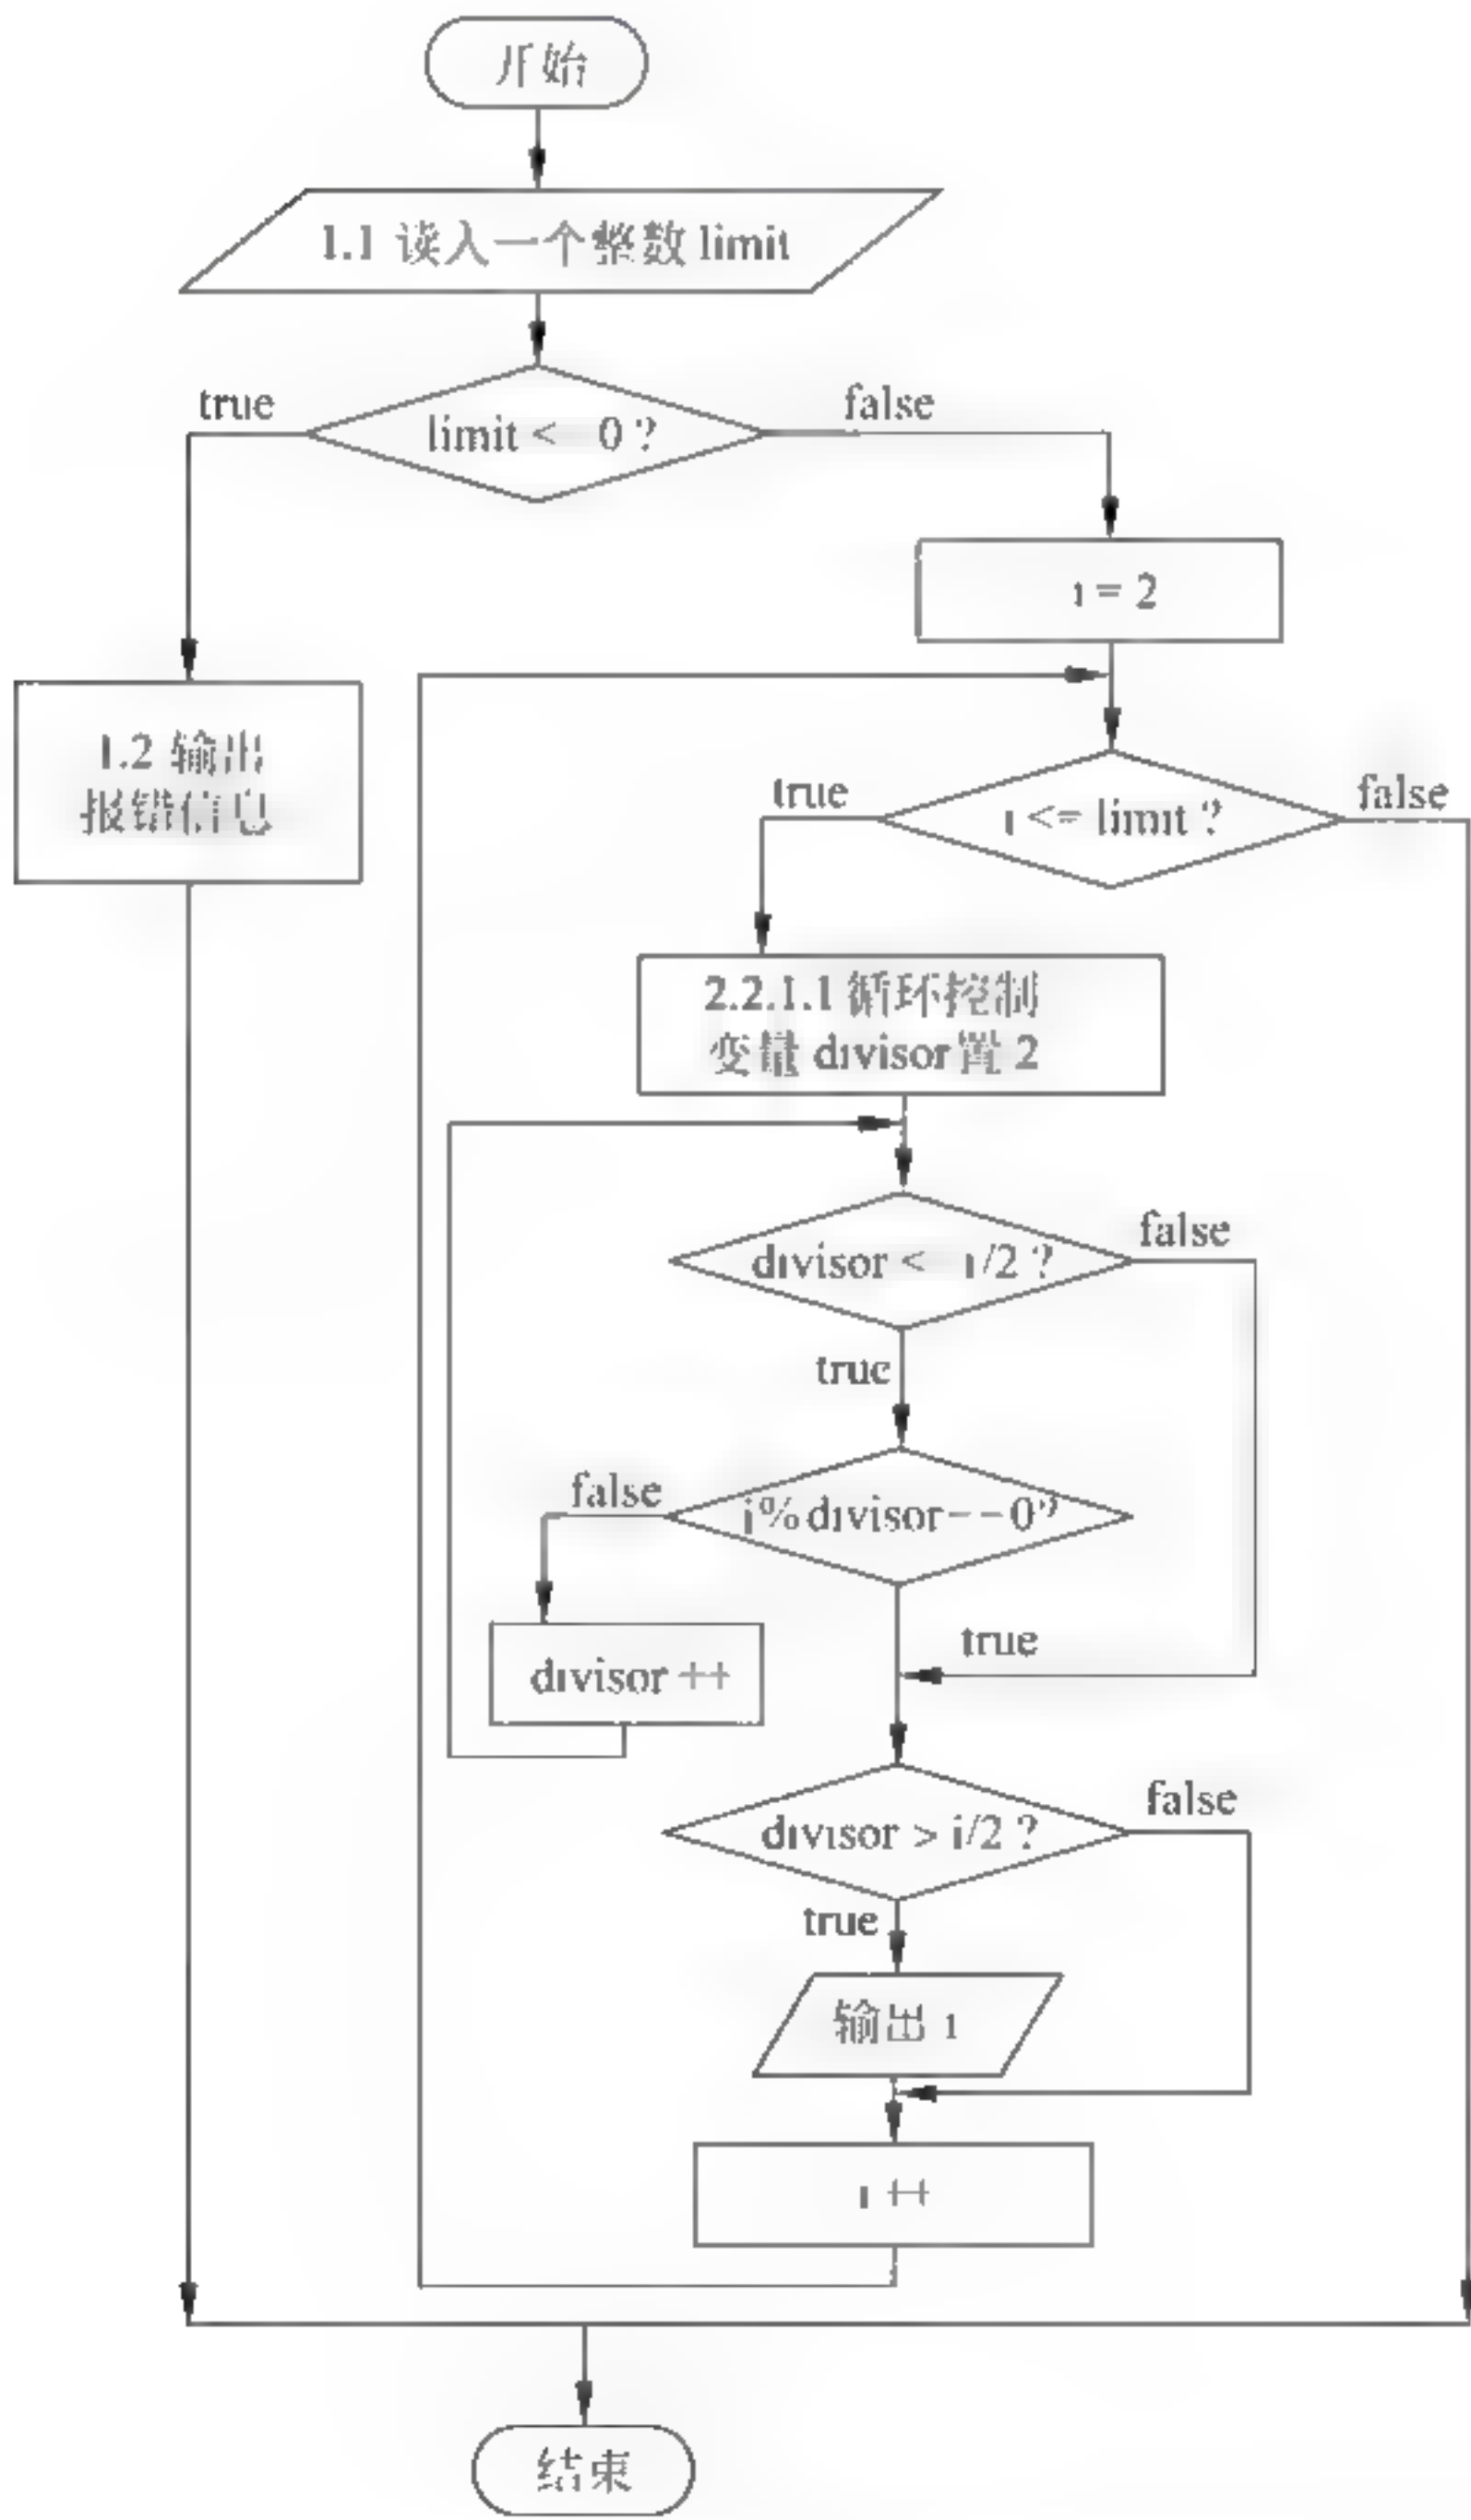 开始
1.1 读入一个整数 limit
true
false
limit <= 0 ?
i = 2
1.2 输出
报错信息
true
false
i <= limit ?
2.2.1.1 循环控制
变量 divisor 置 2
divisor <= i/2 ?
false
true
false
i % divisor == 0?
true
divisor ++
false
divisor > i/2 ?
true
输出 i
i ++
结束